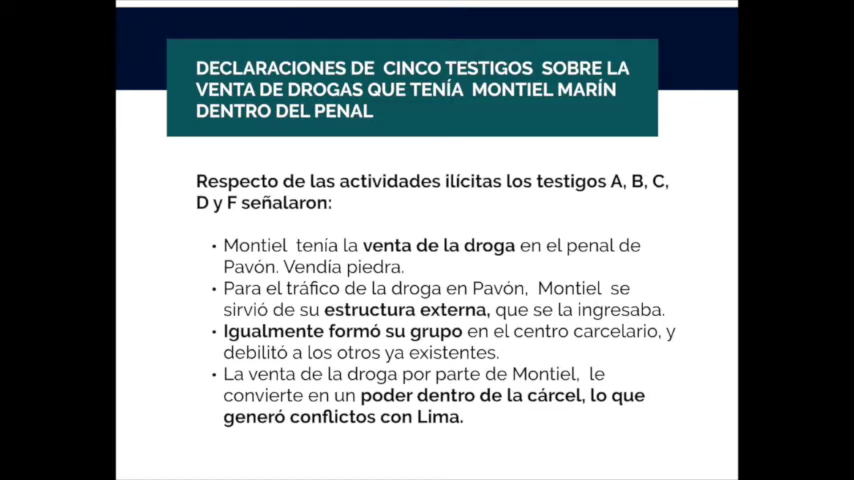 DECLARACIONES DE CINCO TESTIGOS SOBRE LA
VENTA DE DROGAS QUE TENÍA MONTIEL MARÍN
DENTRO DEL PENAL
Respecto de las actividades ilícitas los testigos A, B, C,
D y F señalaron:
• Montiel tenía la venta de la droga en el penal de
Pavón. Vendía piedra.
• Para el tráfico de la droga en Pavón, Montiel se
sirvió de su estructura externa, que se la ingresaba.
• Igualmente formó su grupo en el centro carcelario, y
debilitó a los otros ya existentes.
• La venta de la droga por parte de Montiel, le
convierte en un poder dentro de la cárcel, lo que
generó conflictos con Lima.